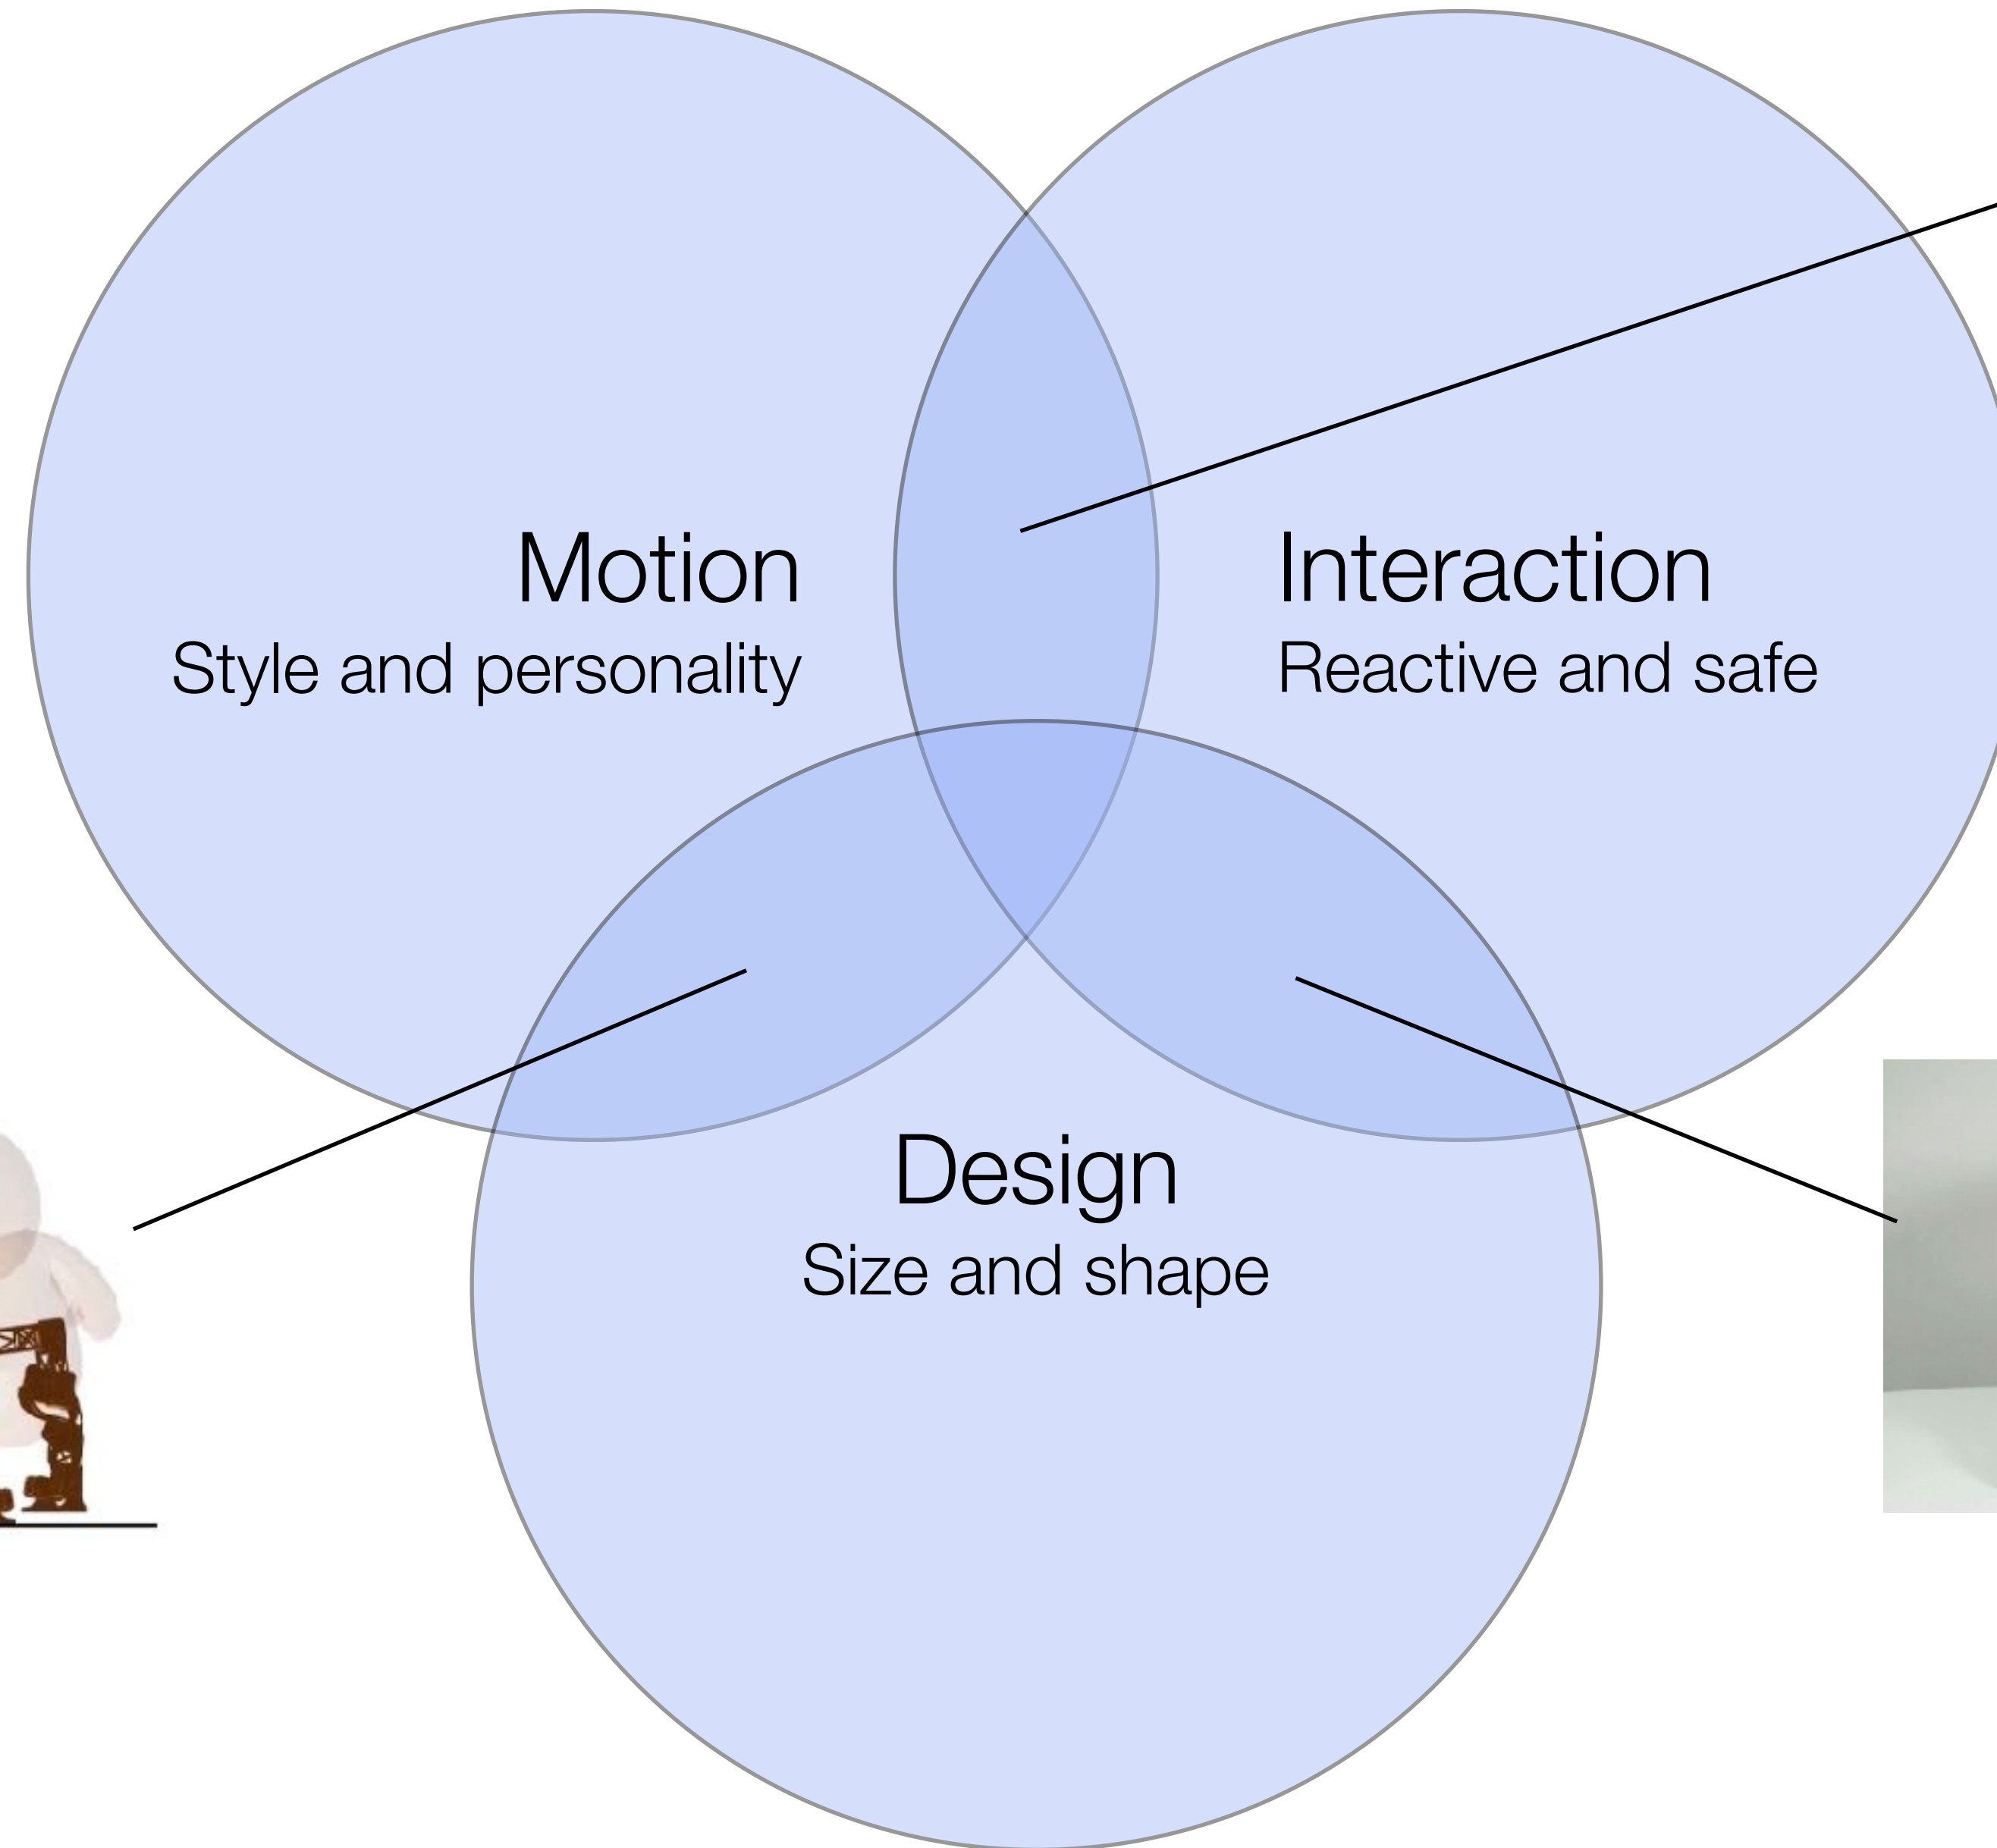 Motion
Style and personality
Interaction
Reactive and safe
Design
Size and shape